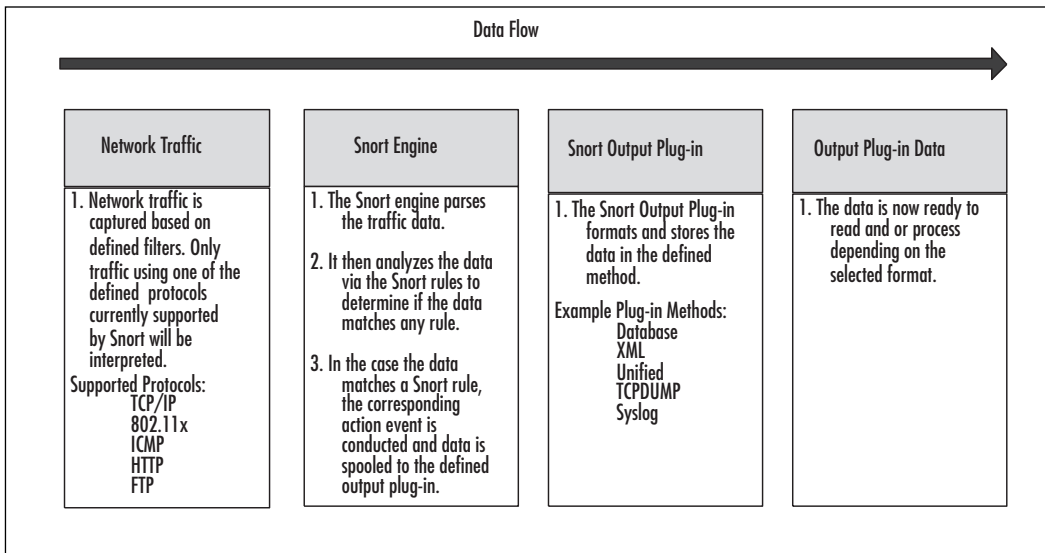 Data Flow
Network Traffic
1. Network traffic is
captured based on
defined filters. Only
traffic using one of the
defined protocols
currently supported
by Snort will be
interpreted.
Supported Protocols:
TCP/IP
802.11x
ICMP
HTTP
FTP
Snort Engine
1. The Snort engine parses
the traffic data.
2. It then analyzes the data
via the Snort rules to
determine if the data
matches any rule.
3. In the case the data
matches a Snort rule,
the corresponding
action event is
conducted and data is
spooled to the defined
output plug-in.
Snort Output Plug-in
1. The Snort Output Plug-in
formats and stores the
data in the defined
method.
Example Plug-in Methods:
Database
XML
Unified
TCPDUMP
Syslog
Output Plug-in Data
1. The data is now ready to
read and or process
depending on the
selected format.